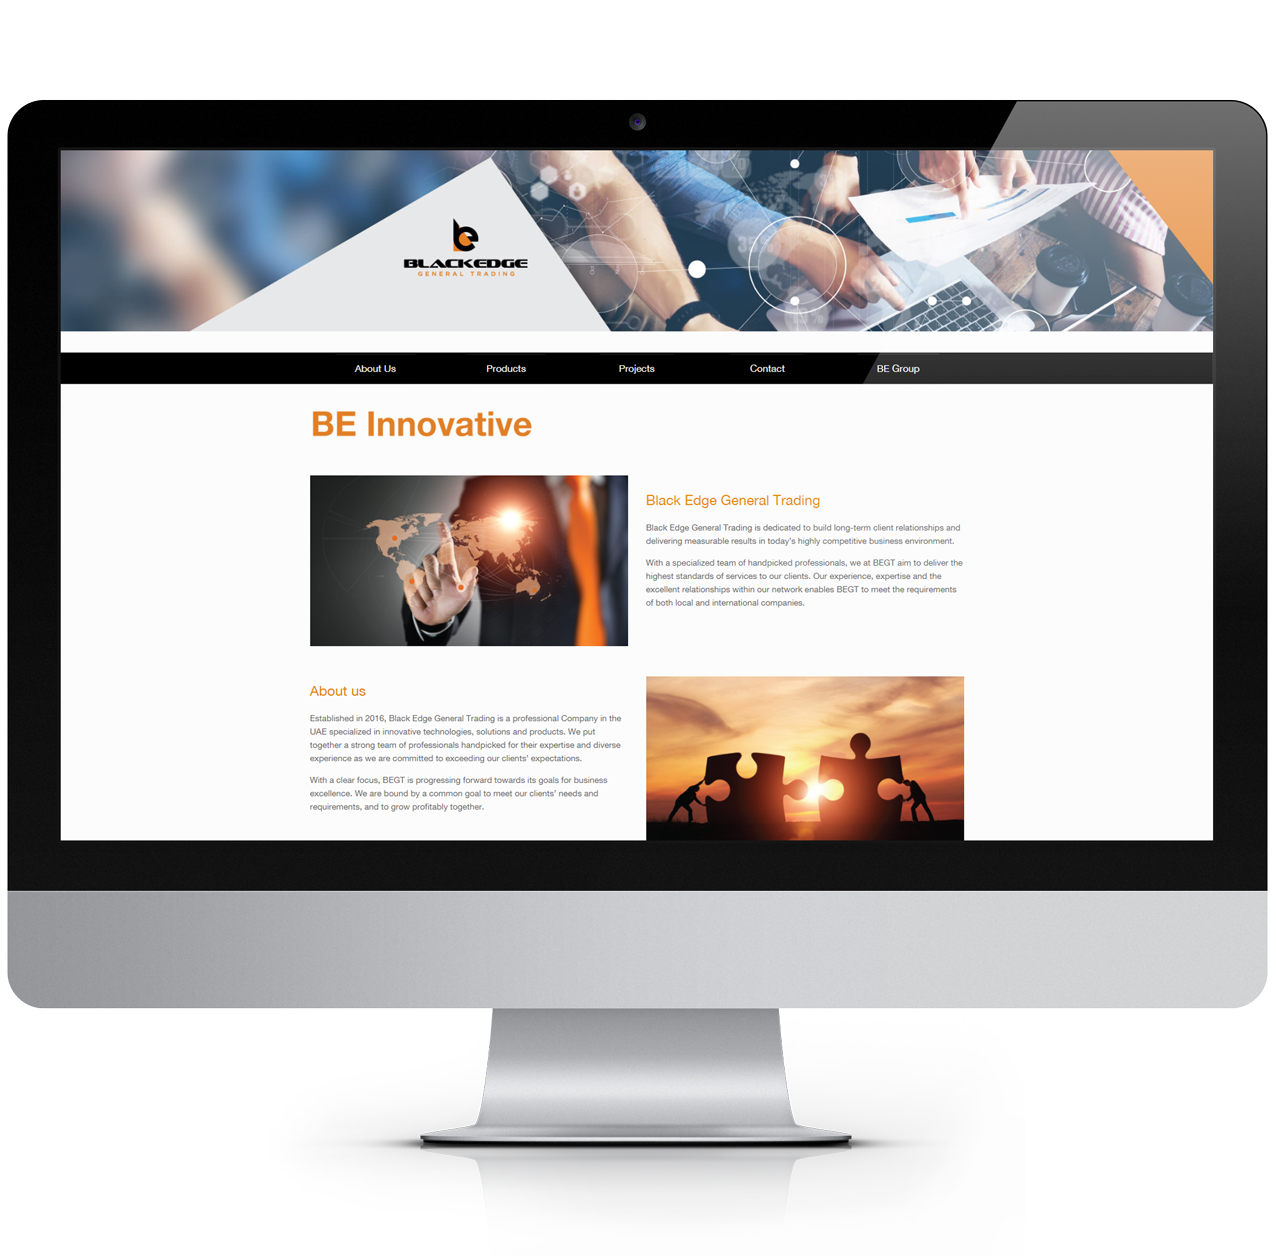 BLACKEDGE
GENERAL TRADING
About Us
Products
Projects
Contact
BE Group
BE Innovative
Black Edge General Trading
Black Edge General Trading is dedicated to build long-term client relationships and
delivering measurable results in today's highly competitive business environment.
With a specialized team of handpicked professionals, we at BEGT aim to deliver the
highest standards of services to our clients. Our experience, expertise and the
excellent relationships within our network enables BEGT to meet the requirements
of both local and international companies.
About us
Established in 2016, Black Edge General Trading is a professional Company in the
UAE specialized in innovative technologies, solutions and products. We put
together a strong team of professionals handpicked for their expertise and diverse
experience as we are committed to exceeding our clients' expectations.
With a clear focus, BEGT is progressing forward towards its goals for business
excellence. We are bound by a common goal to meet our clients' needs and
requirements, and to grow profitably together.